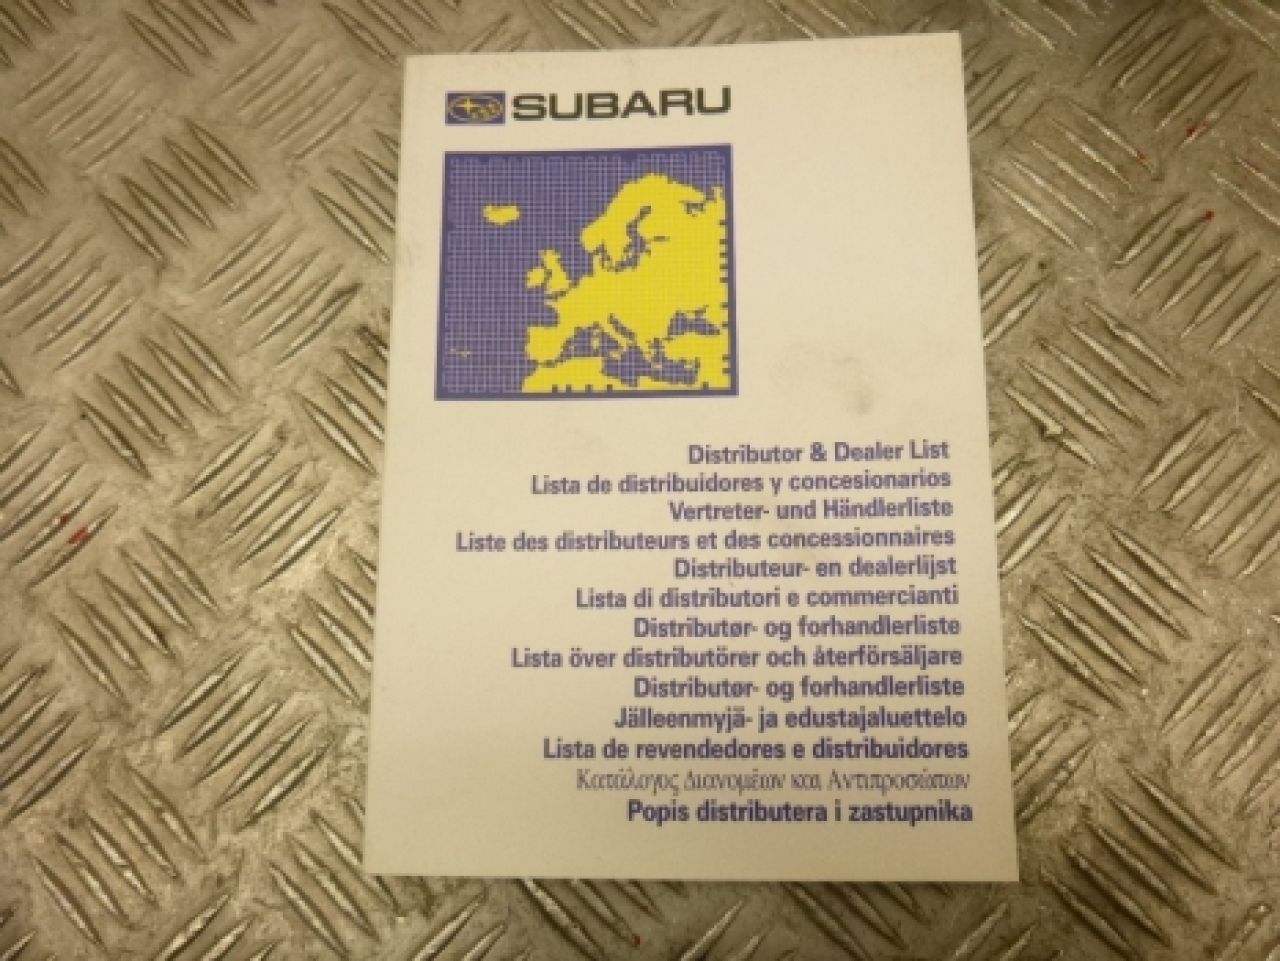 SUBARU
Distributor & Dealer List
Lista de distribuidores y concesionarios
Vertreter- und Händlerliste
Liste des distributeurs et des concessionnaires
Distributeur- en dealerlijst
Lista di distributori e commercianti
Distributør- og forhandlerliste
Lista över distributörer och återförsäljare
Distributør- og forhandlerliste
Jälleenmyjä- ja edustajaluettelo
Lista de revendedores e distribuidores
Κατάλογος Διανομέων και Αντιπροσώπων
Popis distributera i zastupnika